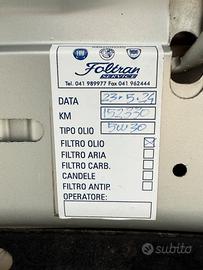 Foltran
SERVICE
Tel. 041 989977 Fax 041 962444
DATA 23-5-24
KM 152330
TIPO OLIO 5W30
FILTRO OLIO
FILTRO ARIA
FILTRO CARB.
CANDELE
FILTRO ANTIP.
OPERATORE:
subito